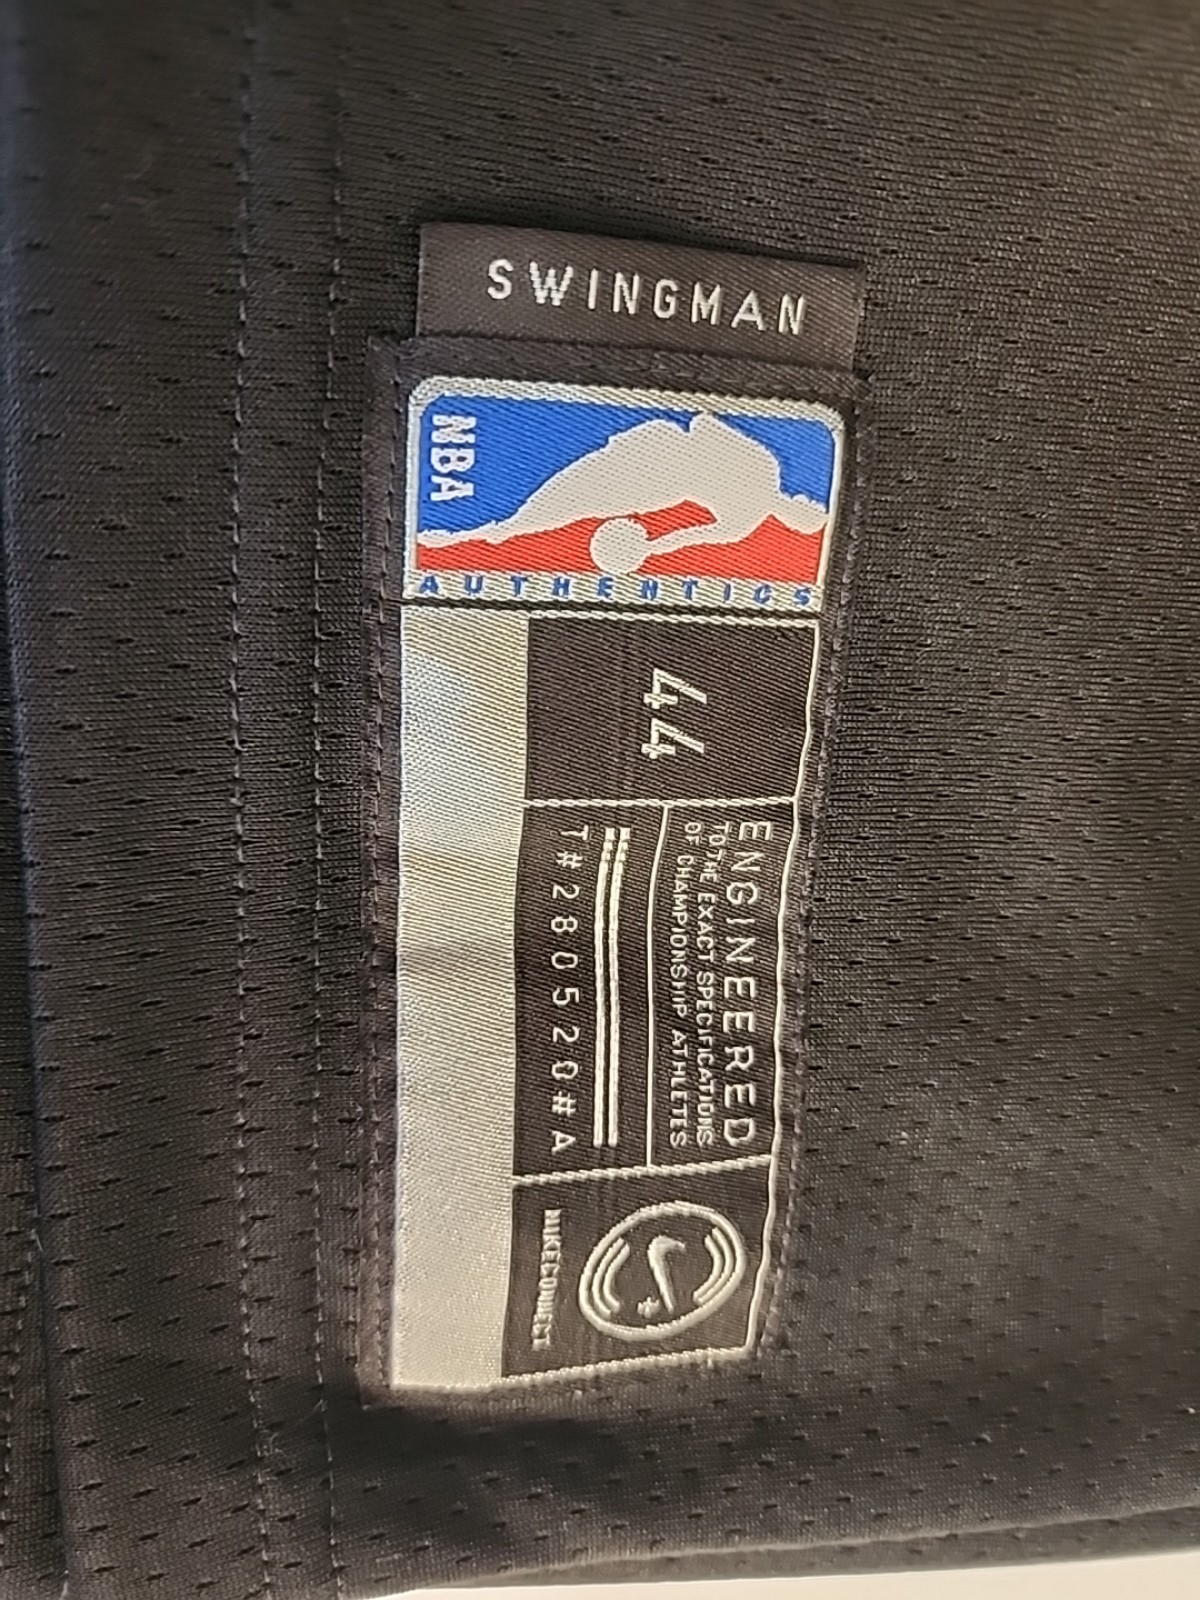 SWINGMAN
NBA
AUTHENTICS
44
ENGINEERED
TO THE EXACT SPECIFICATIONS
OF CHAMPIONSHIP ATHLETES
T#280520#A
NIKECONNECT